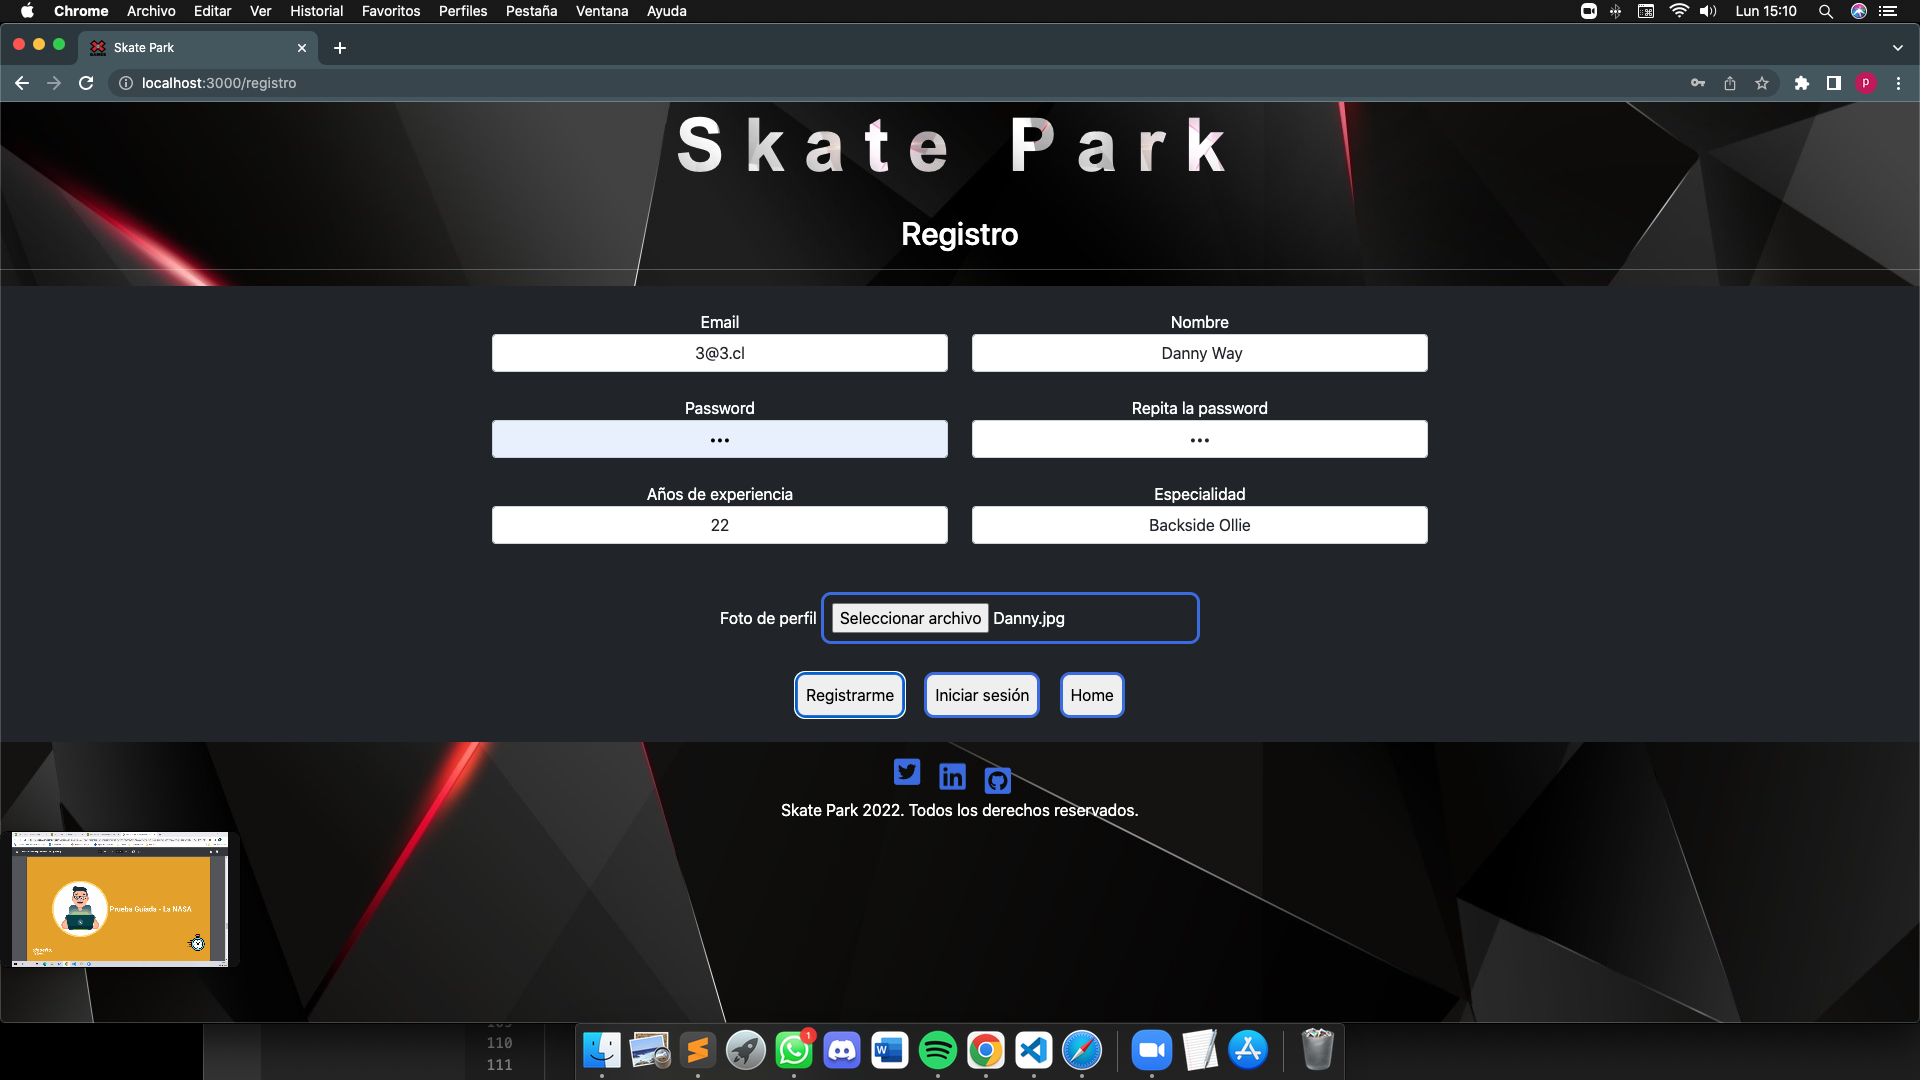 Chrome Archivo Editar Ver Historial Favoritos Perfiles Pestaña Ventana Ayuda Lun 15:10
Skate Park
localhost:3000/registro
P
Skate Park
Registro
Email Nombre
3@3.cl Danny Way
Password Repita la password
••• •••
Años de experiencia Especialidad
22 Backside Ollie
Foto de perfil Seleccionar archivo Danny.jpg
Registrarme Iniciar sesión Home
Skate Park 2022. Todos los derechos reservados.
Prueba Guiada - La NASA
110
111
1